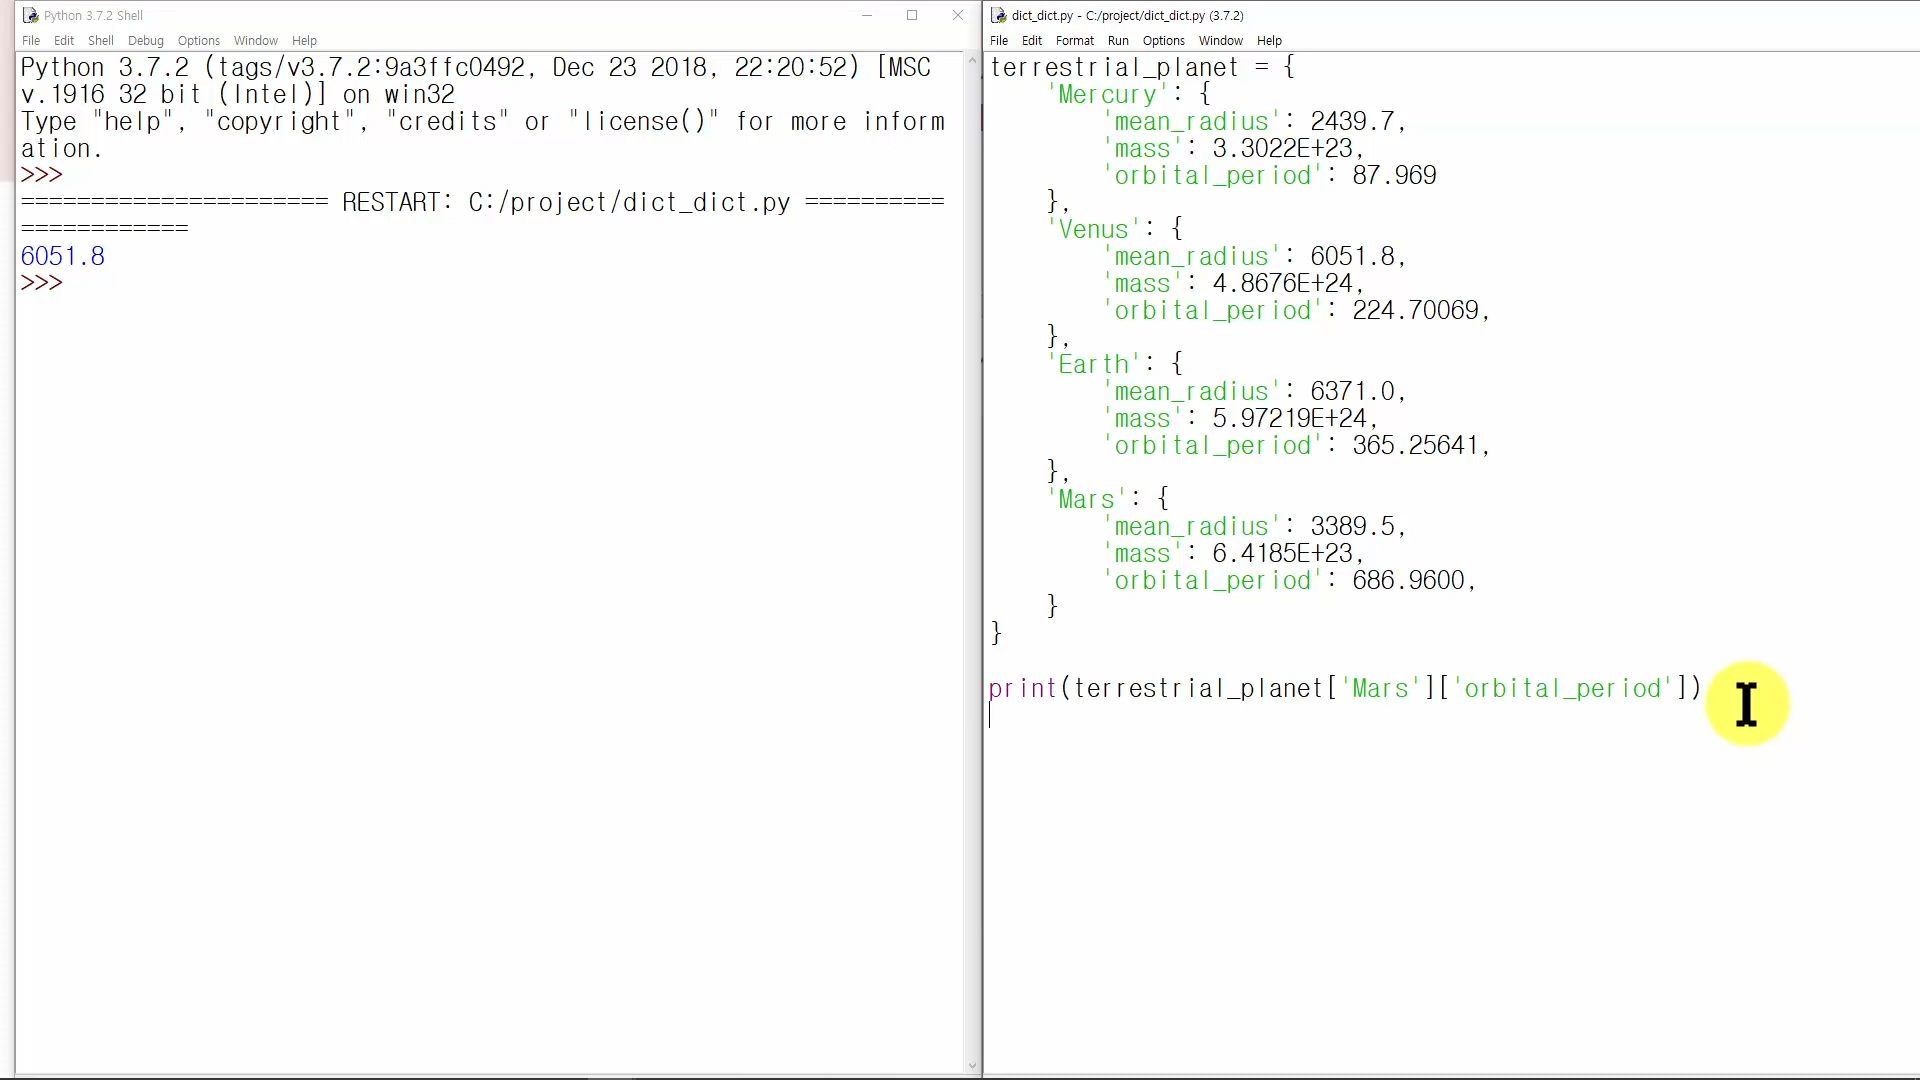 Python 3.7.2 Shell
File Edit Shell Debug Options Window Help
Python 3.7.2 (tags/v3.7.2:9a3ffc0492, Dec 23 2018, 22:20:52) [MSC
v.1916 32 bit (Intel)] on win32
Type "help", "copyright", "credits" or "license()" for more inform
ation.
>>>
====================== RESTART: C:/project/dict_dict.py ==========
============
6051.8
>>>
dict_dict.py - C:/project/dict_dict.py (3.7.2)
File Edit Format Run Options Window Help
terrestrial_planet = {
    'Mercury': {
        'mean_radius': 2439.7,
        'mass': 3.3022E+23,
        'orbital_period': 87.969
    },
    'Venus': {
        'mean_radius': 6051.8,
        'mass': 4.8676E+24,
        'orbital_period': 224.70069,
    },
    'Earth': {
        'mean_radius': 6371.0,
        'mass': 5.97219E+24,
        'orbital_period': 365.25641,
    },
    'Mars': {
        'mean_radius': 3389.5,
        'mass': 6.4185E+23,
        'orbital_period': 686.9600,
    }
}
print(terrestrial_planet['Mars']['orbital_period'])